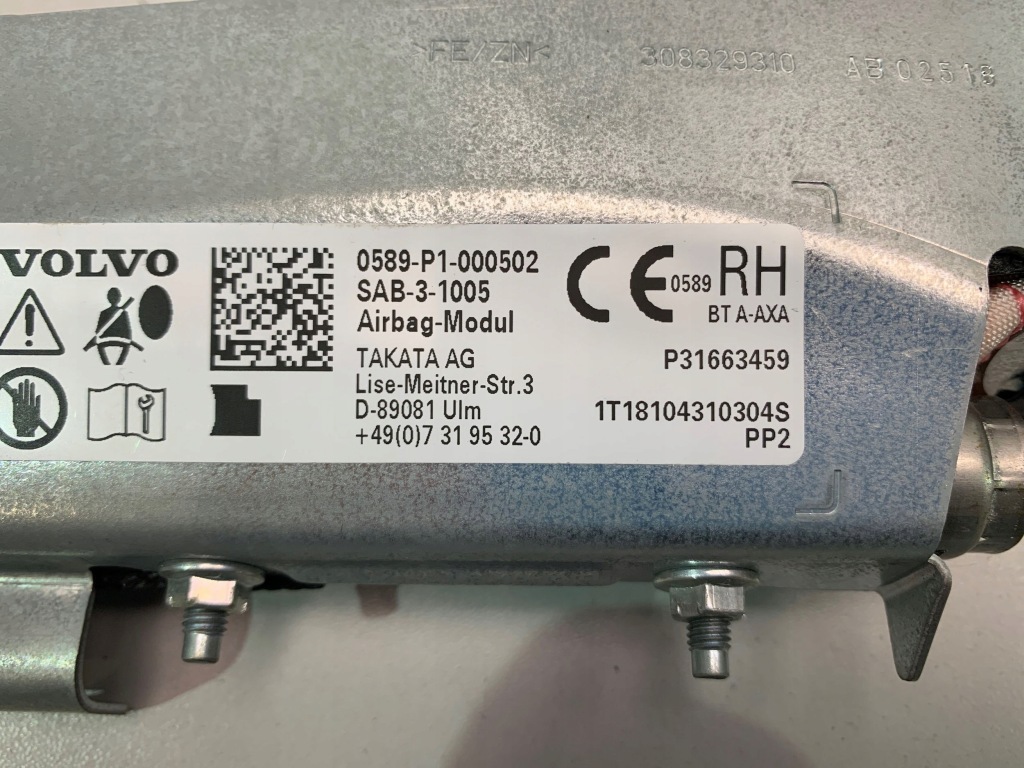 >FE/ZN< 308329310 AB 02518
VOLVO
0589-P1-000502
SAB-3-1005
Airbag-Modul
TAKATA AG
Lise-Meitner-Str.3
D-89081 Ulm
+49(0)7 31 95 32-0
CE 0589 RH
BT A-AXA
P31663459
1T18104310304S
PP2